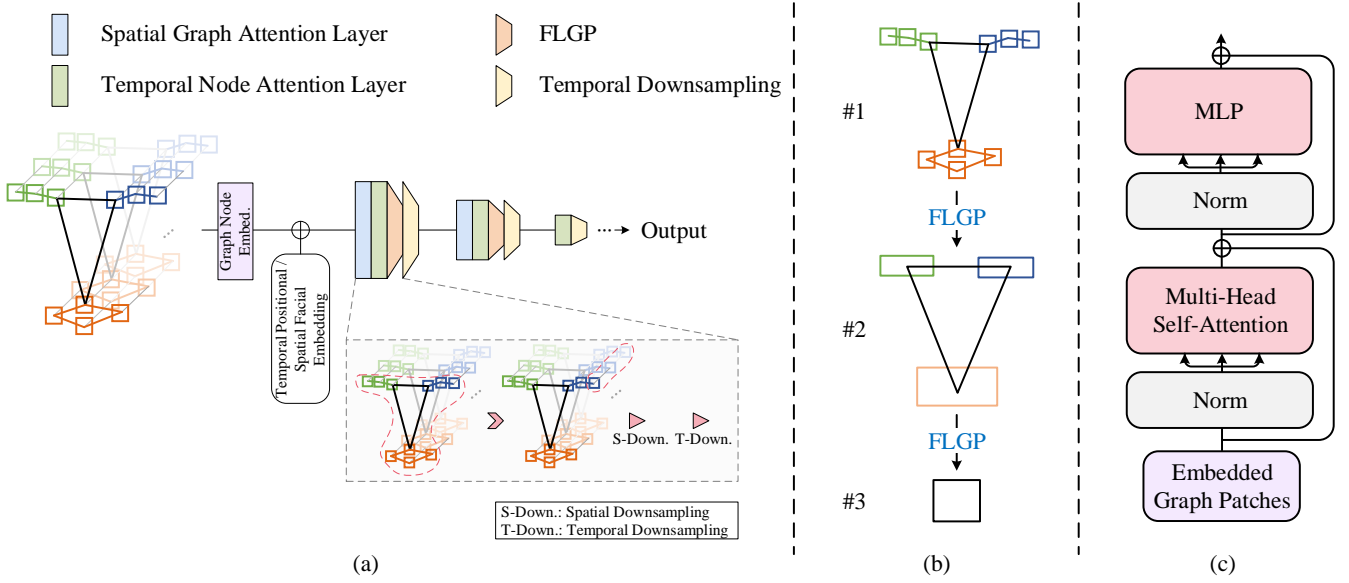 Spatial Graph Attention Layer
FLGP
Temporal Node Attention Layer
Temporal Downsampling
...
Graph Node
Embed.
Temporal Positional /
Spatial Facial
Embedding
... Output
...
...
S-Down.
T-Down.
S-Down.: Spatial Downsampling
T-Down.: Temporal Downsampling
(a)
#1
FLGP
#2
FLGP
#3
(b)
MLP
Norm
Multi-Head
Self-Attention
Norm
Embedded
Graph Patches
(c)